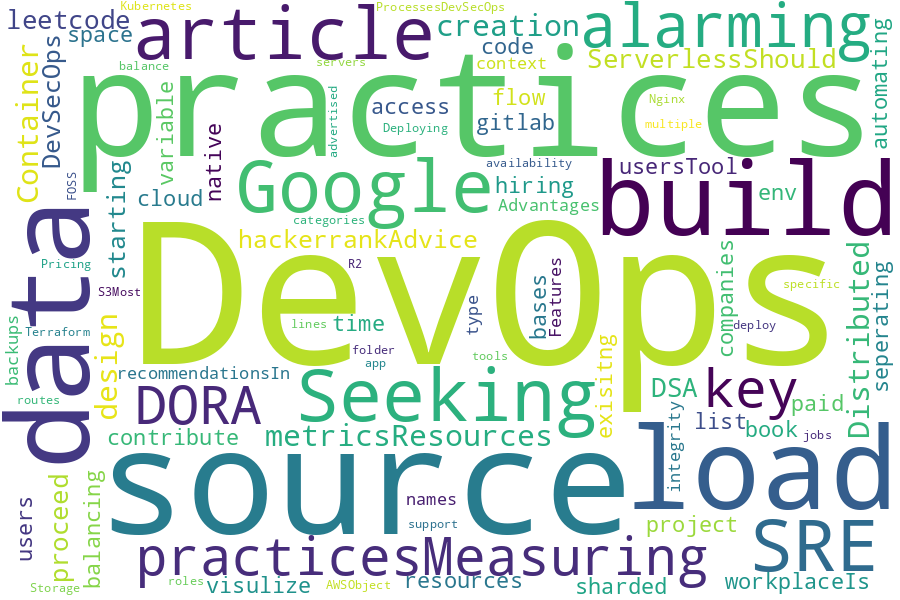 Kubernetes
ProcessesDevSecOps
leetcode
article
creation
alarming
space
code
balance
servers
context
ServerlessShould
automating
Container
DevSecOps
practices
variable
advertised
access
flow
Nginx
Deploying
gitlab
multiple
native
FOSS
starting
cloud
Google
availability
hiring
Advantages
usersTool
env
build
categories
data
DevOps
hackerrankAdvice
Pricing
R2
S3Most
bases
Features
type
companies
Distributed
seperating
specific
backups
Terraform
design
lines
time
folder
app
tools
deploy
existng
recommendationsIn
routes
DORA
Seeking
DSA
key
paid
contribute
metricsResources
list
book
jobs
integrity
source
load
users
proceed
balancing
names
support
project
practicesMeasuring
SRE
Storage
roles
visulize
AWSObject
resources
sharded
workplaceIs